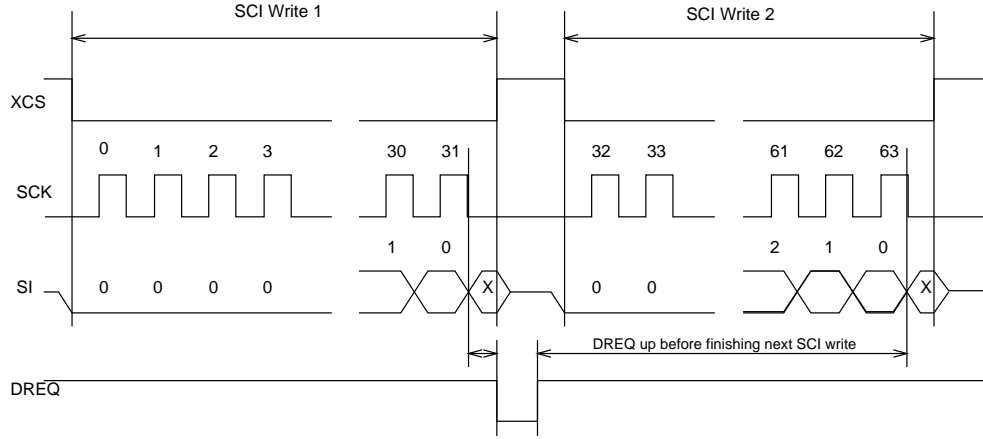 SCI Write 1 SCI Write 2
XCS
0 1 2 3 30 31 32 33 61 62 63
SCK
1 0 2 1 0
SI 0 0 0 0 X 0 0 X
DREQ up before finishing next SCI write
DREQ